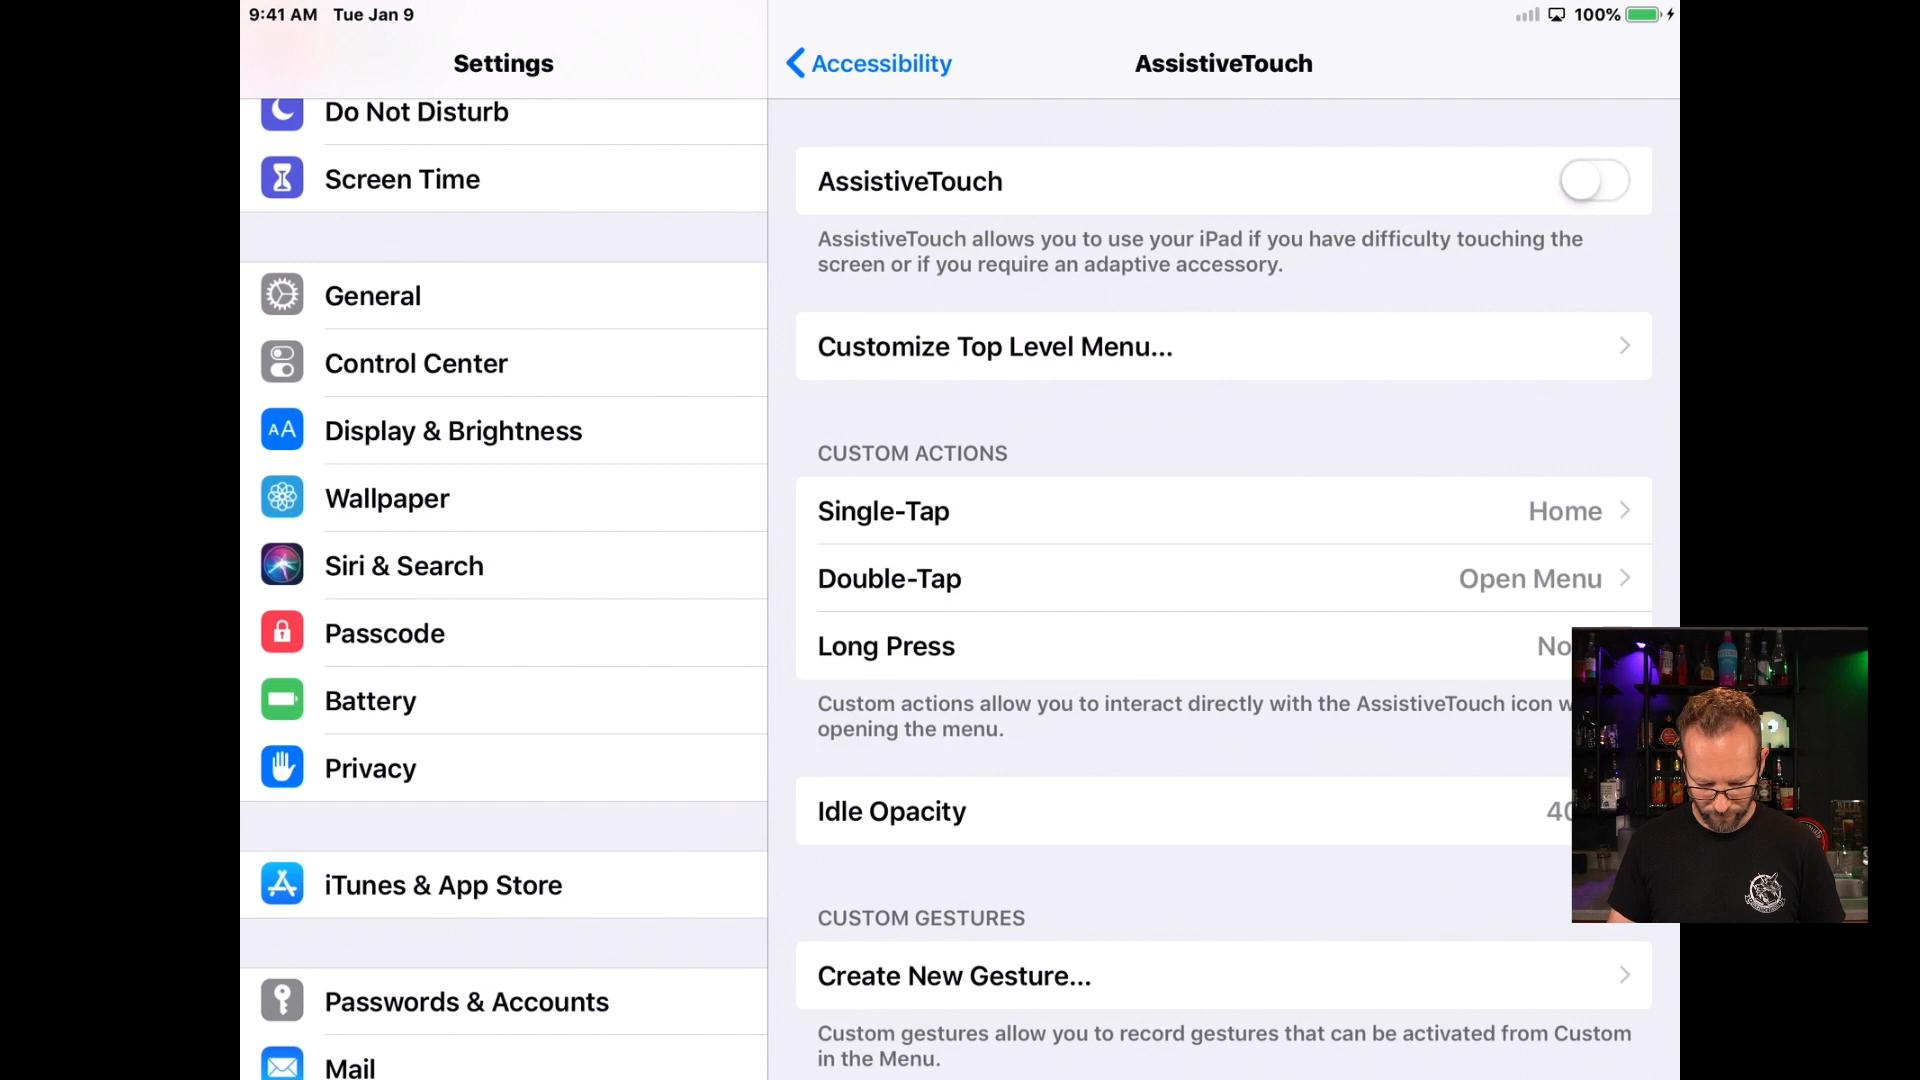 9:41 AM Tue Jan 9
100%
Settings
Accessibility
AssistiveTouch
Do Not Disturb
Screen Time
General
Control Center
AA
Display & Brightness
Wallpaper
Siri & Search
Passcode
Battery
Privacy
iTunes & App Store
Passwords & Accounts
Mail
AssistiveTouch
AssistiveTouch allows you to use your iPad if you have difficulty touching the
screen or if you require an adaptive accessory.
Customize Top Level Menu...
CUSTOM ACTIONS
Single-Tap Home
Double-Tap Open Menu
Long Press No
Custom actions allow you to interact directly with the AssistiveTouch icon
opening the menu.
Idle Opacity 40
CUSTOM GESTURES
Create New Gesture...
Custom gestures allow you to record gestures that can be activated from Custom
in the Menu.